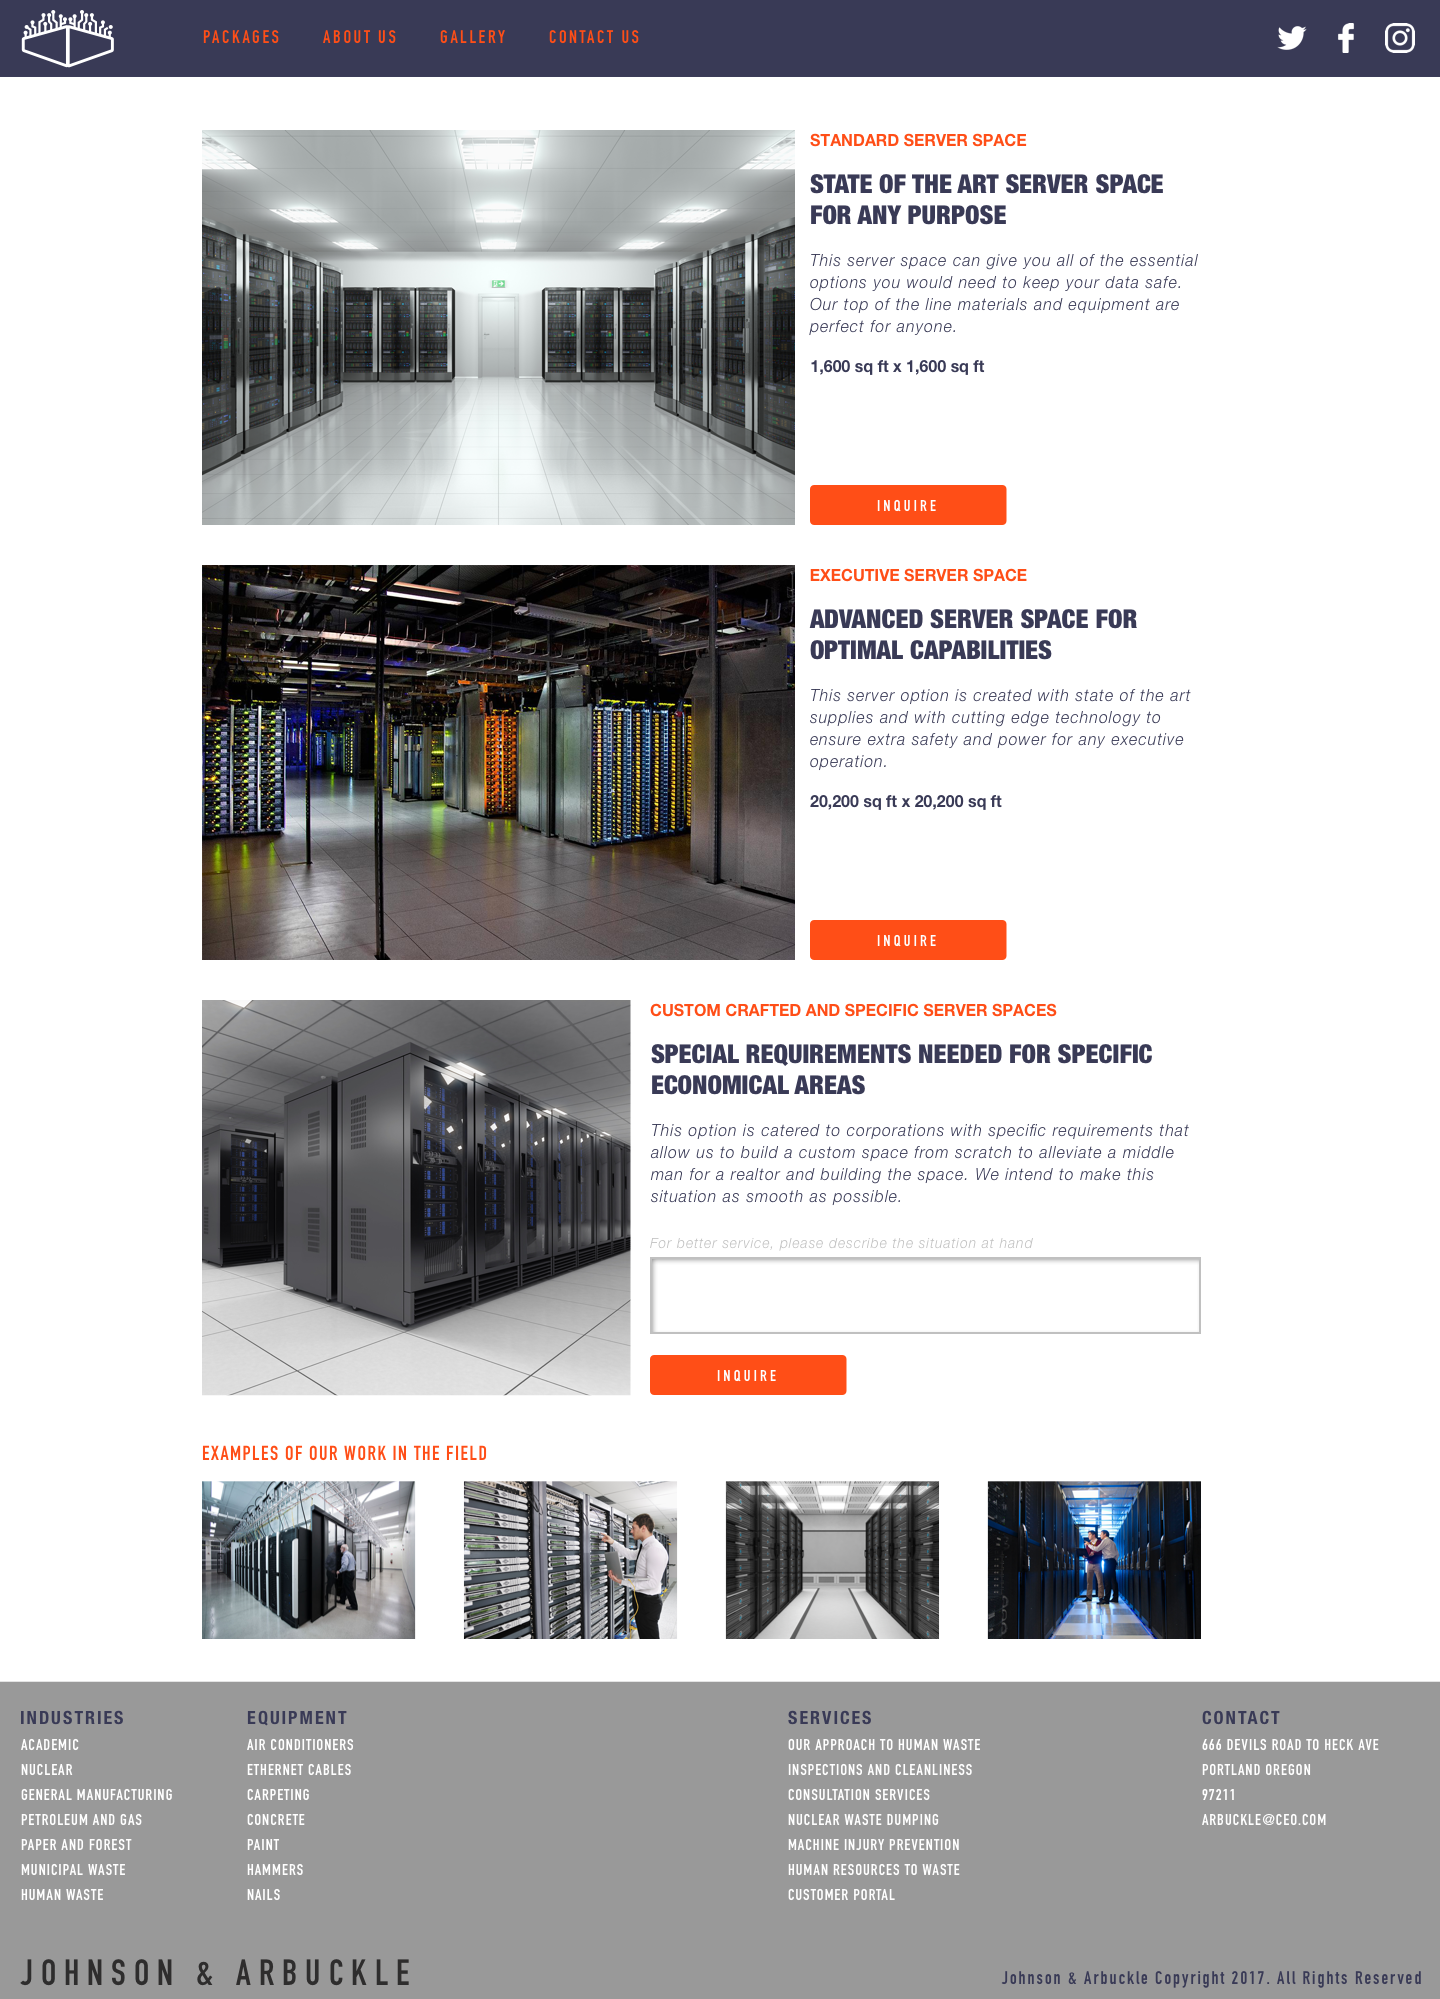 PACKAGES
ABOUT US
GALLERY
CONTACT US
STANDARD SERVER SPACE
STATE OF THE ART SERVER SPACE
FOR ANY PURPOSE
This server space can give you all of the essential
options you would need to keep your data safe.
Our top of the line materials and equipment are
perfect for anyone.
1,600 sq ft x 1,600 sq ft
INQUIRE
EXECUTIVE SERVER SPACE
ADVANCED SERVER SPACE FOR
OPTIMAL CAPABILITIES
This server option is created with state of the art
supplies and with cutting edge technology to
ensure extra safety and power for any executive
operation.
20,200 sq ft x 20,200 sq ft
INQUIRE
CUSTOM CRAFTED AND SPECIFIC SERVER SPACES
SPECIAL REQUIREMENTS NEEDED FOR SPECIFIC
ECONOMICAL AREAS
This option is catered to corporations with specific requirements that
allow us to build a custom space from scratch to alleviate a middle
man for a realtor and building the space. We intend to make this
situation as smooth as possible.
For better service, please describe the situation at hand
INQUIRE
EXAMPLES OF OUR WORK IN THE FIELD
INDUSTRIES
ACADEMIC
NUCLEAR
GENERAL MANUFACTURING
PETROLEUM AND GAS
PAPER AND FOREST
MUNICIPAL WASTE
HUMAN WASTE
EQUIPMENT
AIR CONDITIONERS
ETHERNET CABLES
CARPETING
CONCRETE
PAINT
HAMMERS
NAILS
SERVICES
OUR APPROACH TO HUMAN WASTE
INSPECTIONS AND CLEANLINESS
CONSULTATION SERVICES
NUCLEAR WASTE DUMPING
MACHINE INJURY PREVENTION
HUMAN RESOURCES TO WASTE
CUSTOMER PORTAL
CONTACT
666 DEVILS ROAD TO HECK AVE
PORTLAND OREGON
97211
ARBUCKLE@CEO.COM
JOHNSON & ARBUCKLE
Johnson & Arbuckle Copyright 2017. All Rights Reserved